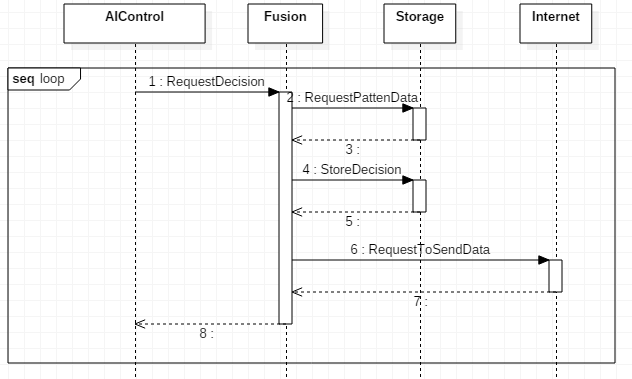 AIControl
Fusion
Storage
Internet
seq loop
1 : RequestDecision
2 : RequestPattenData
3 :
4 : StoreDecision
5 :
6 : RequestToSendData
7 :
8 :